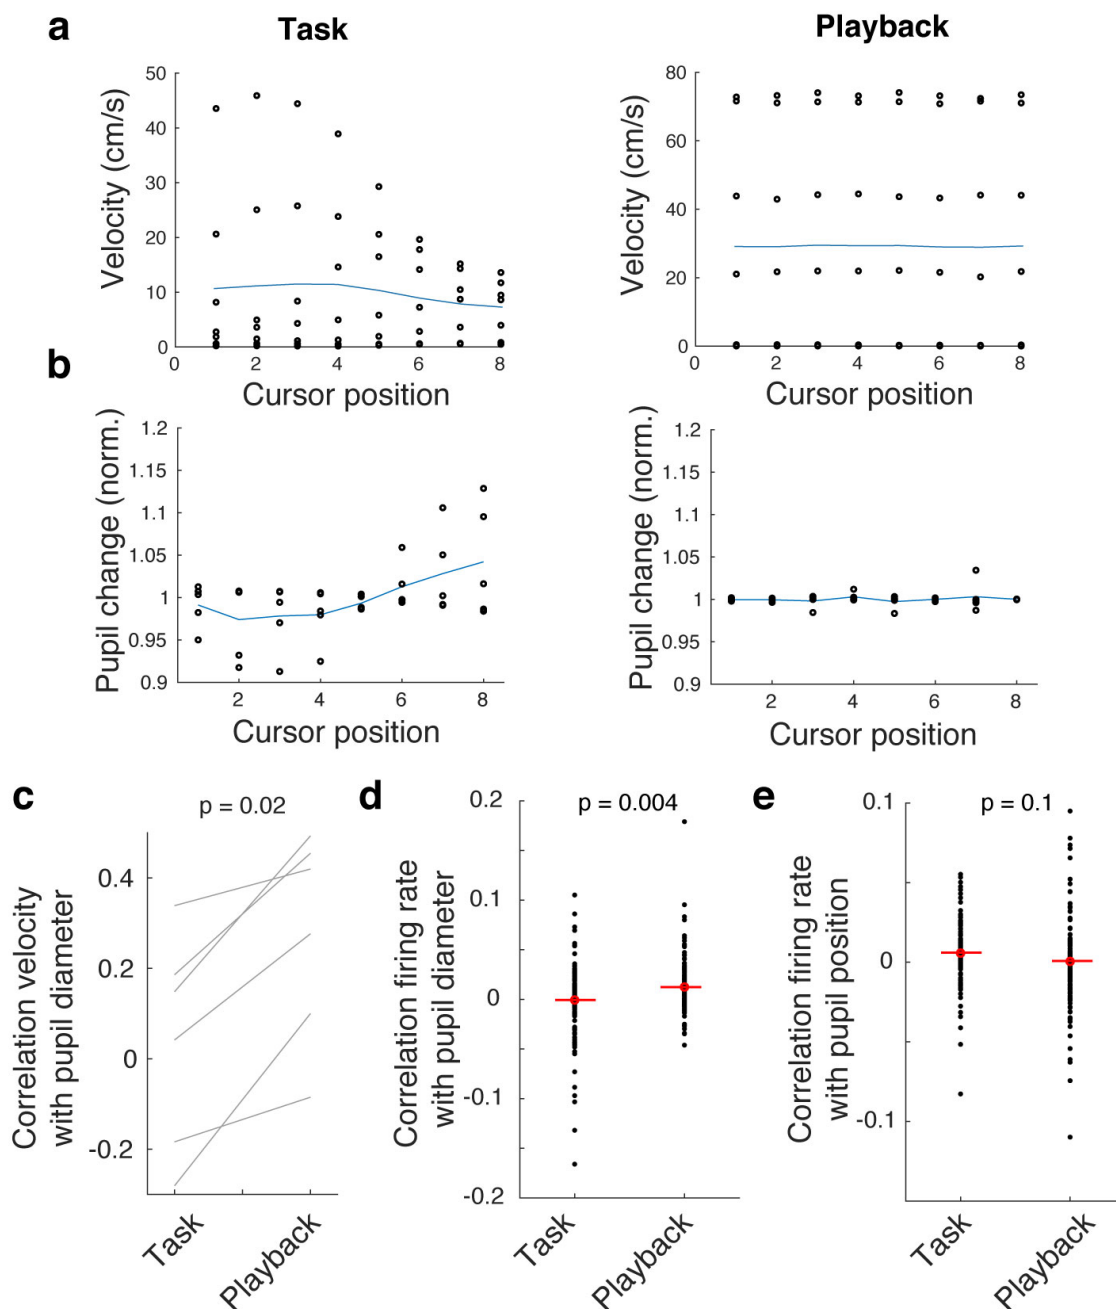 a
Task
Playback
Velocity (cm/s)
50
40
30
20
10
0
0 2 4 6 8
Cursor position
Velocity (cm/s)
80
60
40
20
0
0 2 4 6 8
Cursor position
b
Pupil change (norm.)
1.2
1.15
1.1
1.05
1
0.95
0.9
2 4 6 8
Cursor position
Pupil change (norm.)
1.2
1.15
1.1
1.05
1
0.95
0.9
2 4 6 8
Cursor position
c
p = 0.02
Correlation velocity
with pupil diameter
0.4
0.2
0
-0.2
Task
Playback
d
p = 0.004
Correlation firing rate
with pupil diameter
0.2
0.1
0
-0.1
-0.2
Task
Playback
e
p = 0.1
Correlation firing rate
with pupil position
0.1
0
-0.1
Task
Playback